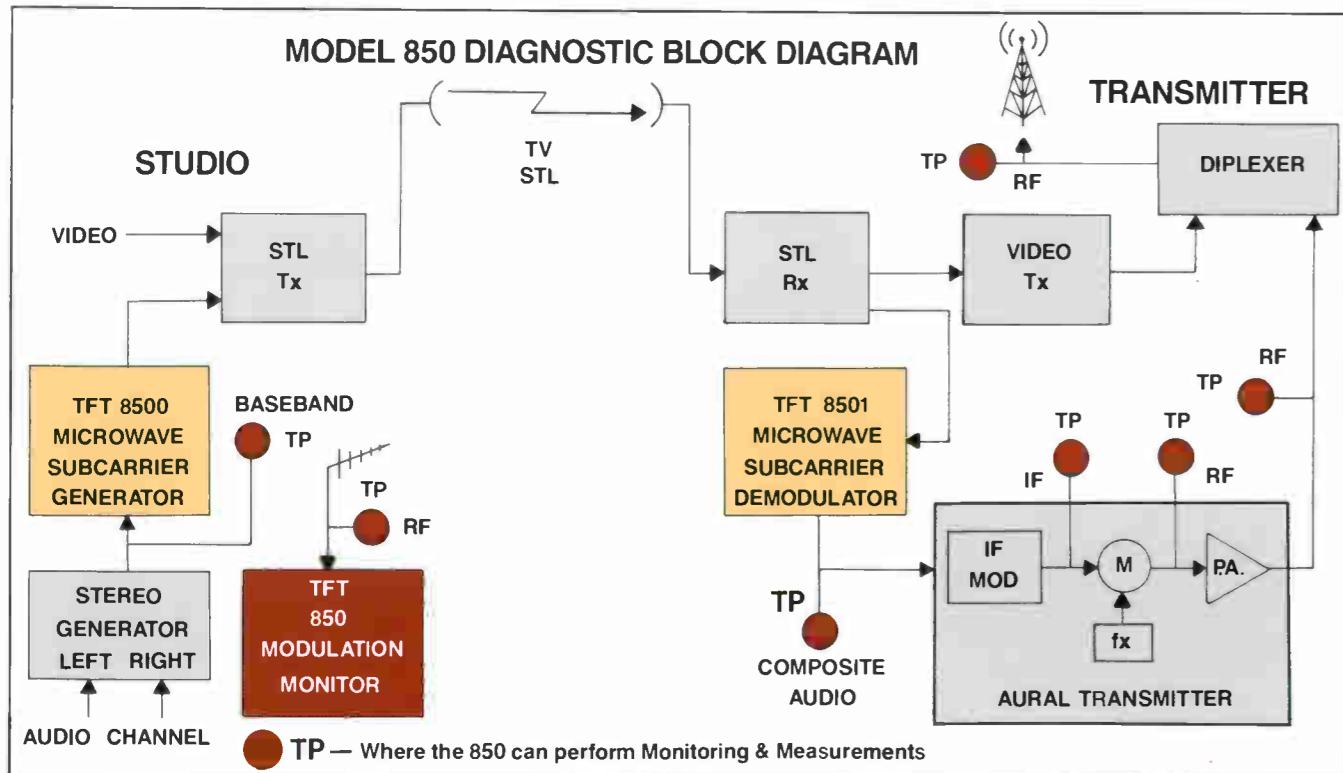 MODEL 850 DIAGNOSTIC BLOCK DIAGRAM
STUDIO
TRANSMITTER
TV
STL
VIDEO
STL
Tx
TFT 8500
MICROWAVE
SUBCARRIER
GENERATOR
BASEBAND
TP
STEREO
GENERATOR
LEFT RIGHT
AUDIO CHANNEL
TP
RF
TFT
850
MODULATION
MONITOR
STL
Rx
VIDEO
Tx
DIPLEXER
TP
RF
TFT 8501
MICROWAVE
SUBCARRIER
DEMODULATOR
TP
COMPOSITE
AUDIO
RF
TP
TP
IF
TP
RF
IF
MOD
M
P.A.
fx
AURAL TRANSMITTER
TP — Where the 850 can perform Monitoring & Measurements